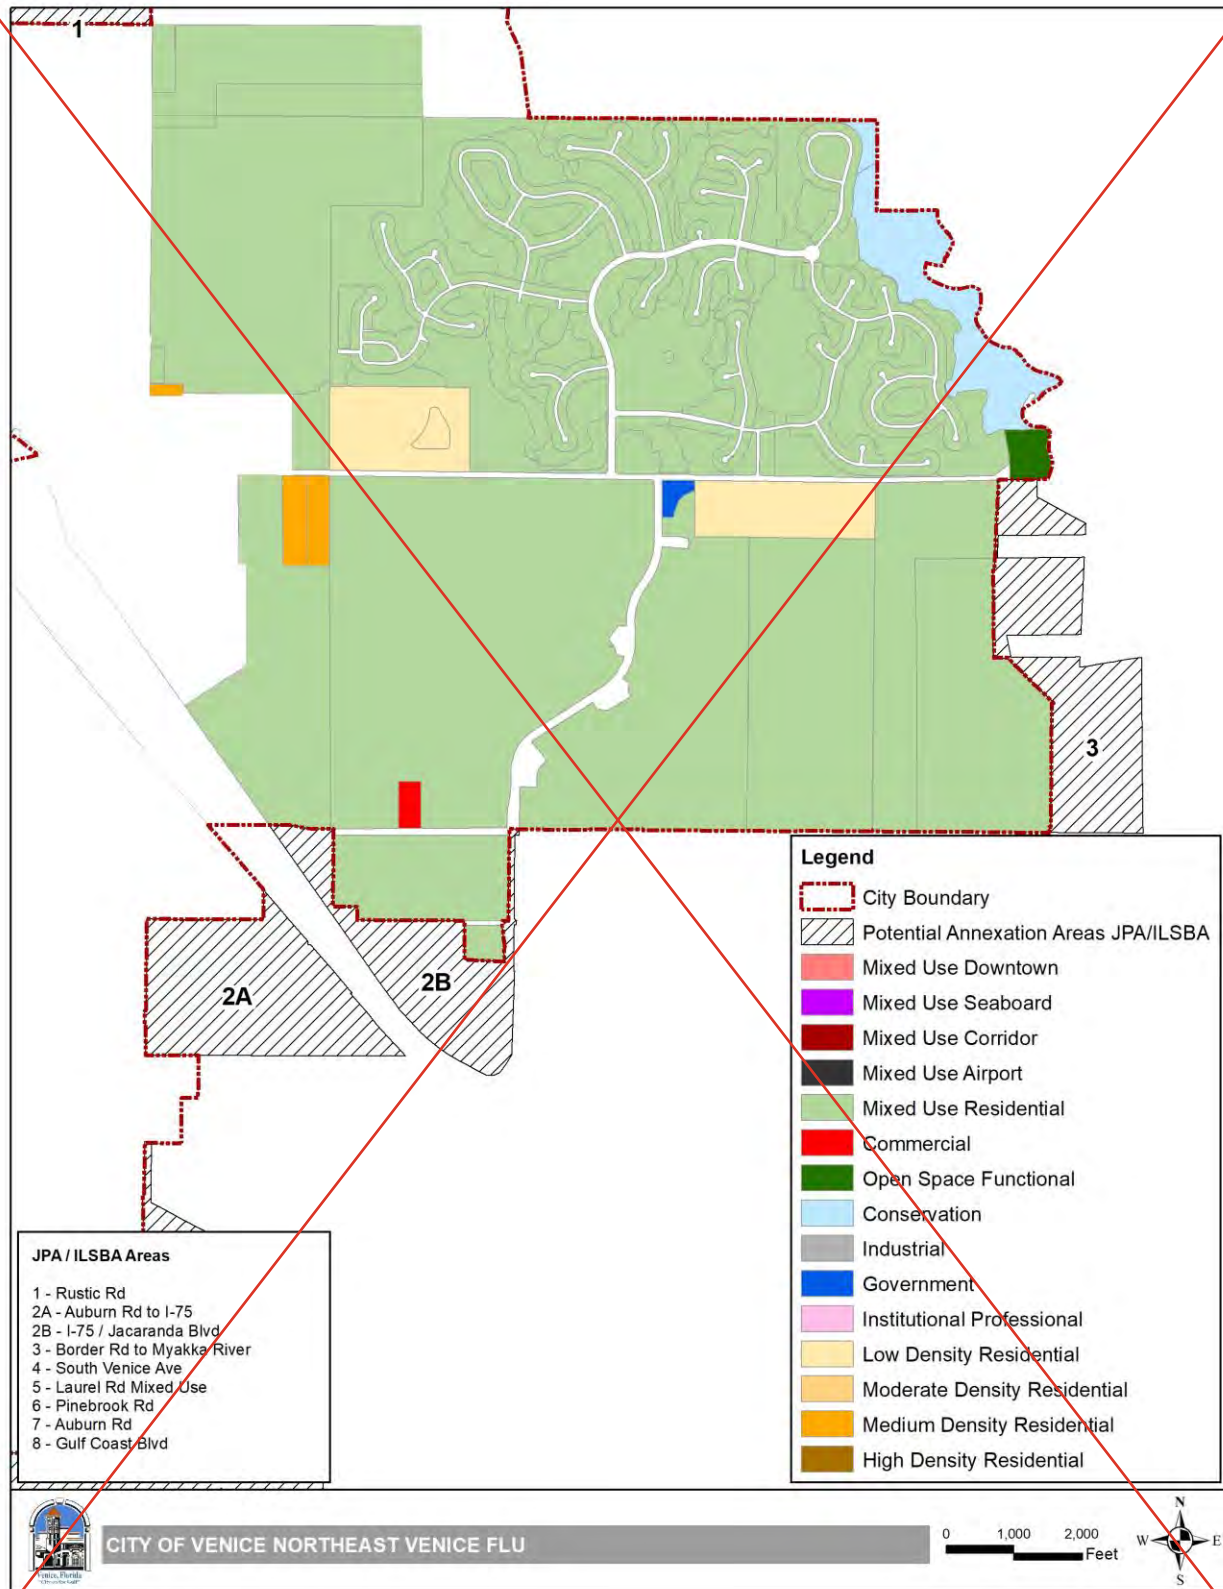 1
3
2A
2B
Legend
City Boundary
Potential Annexation Areas JPA/ILSBA
Mixed Use Downtown
Mixed Use Seaboard
Mixed Use Corridor
Mixed Use Airport
Mixed Use Residential
Commercial
Open Space Functional
Conservation
Industrial
Government
Institutional Professional
Low Density Residential
Moderate Density Residential
Medium Density Residential
High Density Residential
JPA / ILSBA Areas
1 - Rustic Rd
2A - Auburn Rd to I-75
2B - I-75 / Jacaranda Blvd
3 - Border Rd to Myakka River
4 - South Venice Ave
5 - Laurel Rd Mixed Use
6 - Pinebrook Rd
7 - Auburn Rd
8 - Gulf Coast Blvd
Venice, Florida
CITY OF VENICE NORTHEAST VENICE FLU
0 1,000 2,000
Feet
N
W E
S